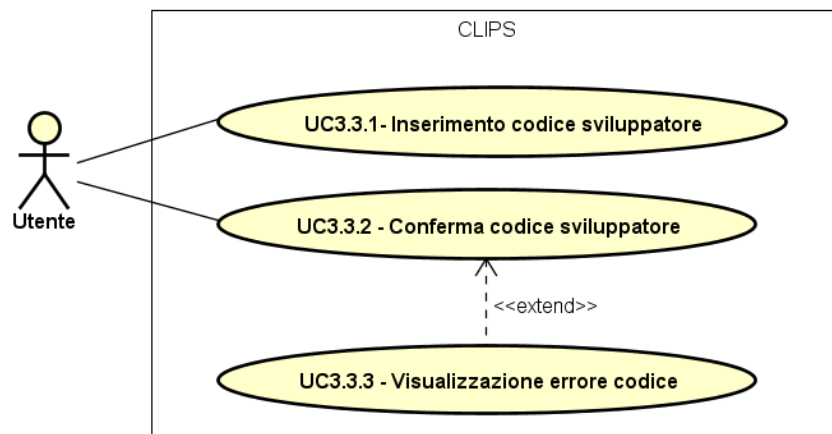 CLIPS
UC3.3.1- Inserimento codice sviluppatore
Utente
UC3.3.2 - Conferma codice sviluppatore
<<extend>>
UC3.3.3 - Visualizzazione errore codice